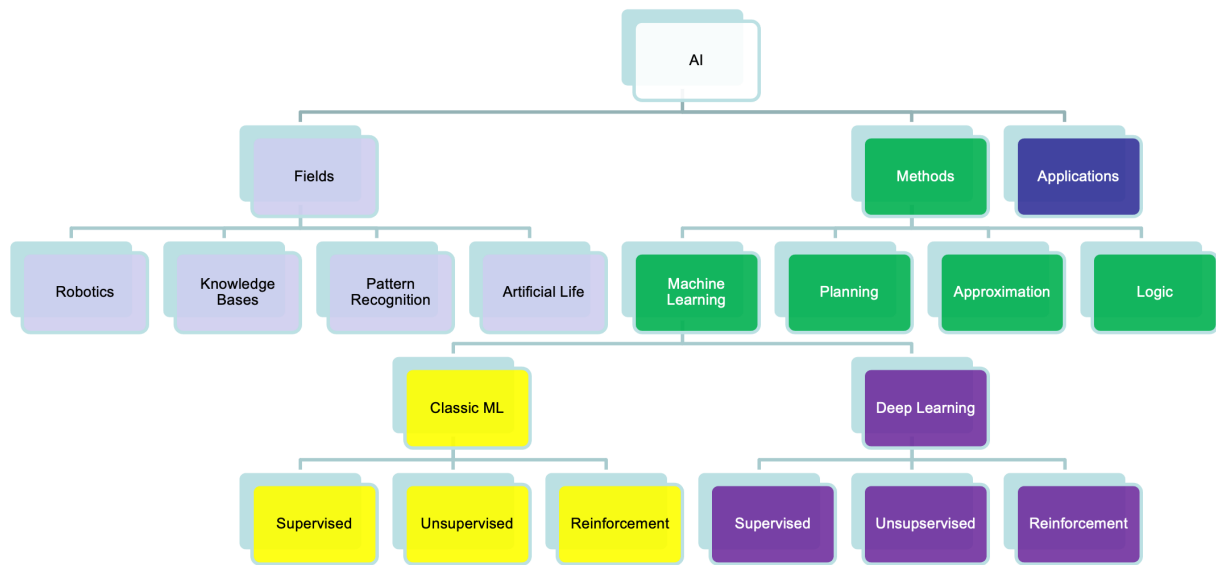 AI
Fields
Methods
Applications
Robotics
Knowledge
Bases
Pattern
Recognition
Artificial Life
Machine
Learning
Planning
Approximation
Logic
Classic ML
Deep Learning
Supervised
Unsupervised
Reinforcement
Supervised
Unsupservised
Reinforcement